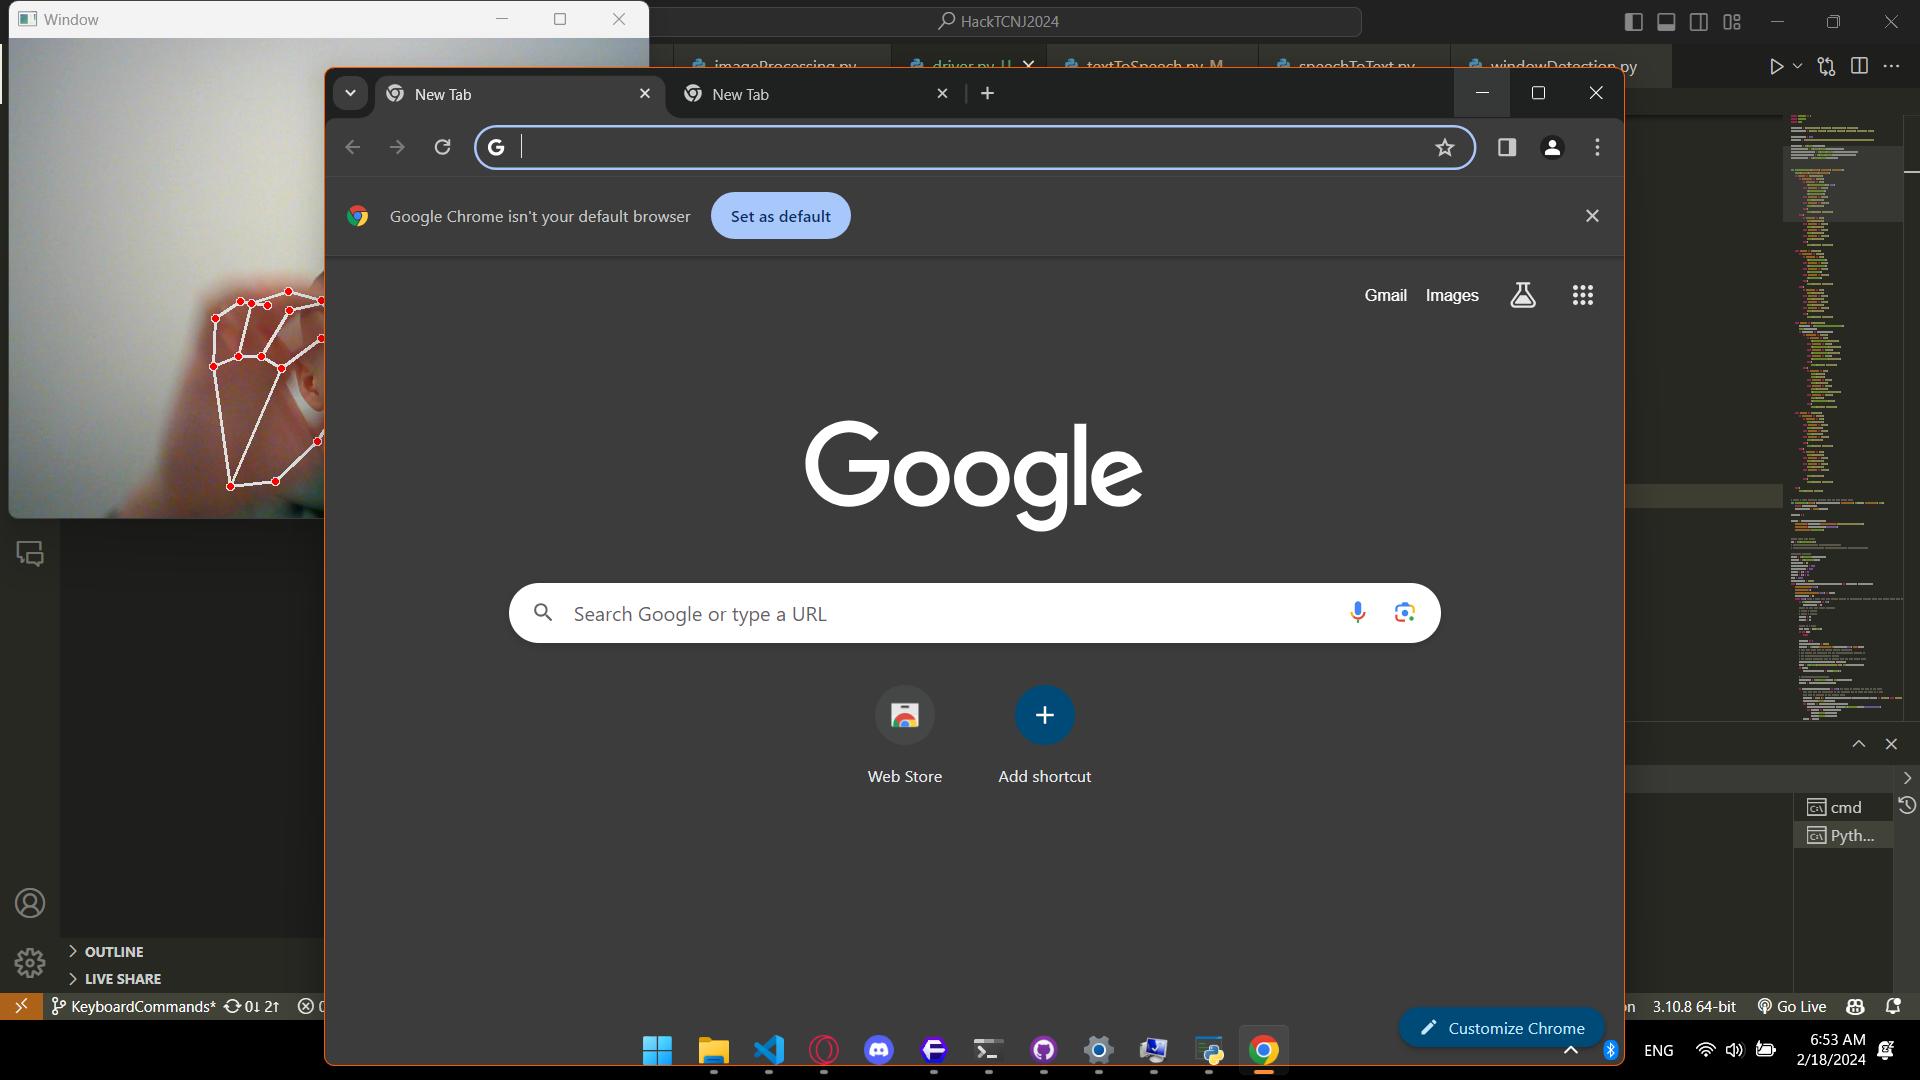 Window
HackTCNJ2024
imageProcessing.py
driver.py U
textToSpeech.py M
speechToText.py
windowDetection.py
New Tab
New Tab
Google Chrome isn't your default browser
Set as default
Gmail
Images
Google
Search Google or type a URL
Web Store
Add shortcut
cmd
Pyth...
OUTLINE
LIVE SHARE
KeyboardCommands* 0↓ 2↑
3.10.8 64-bit
Go Live
Customize Chrome
ENG
6:53 AM
2/18/2024